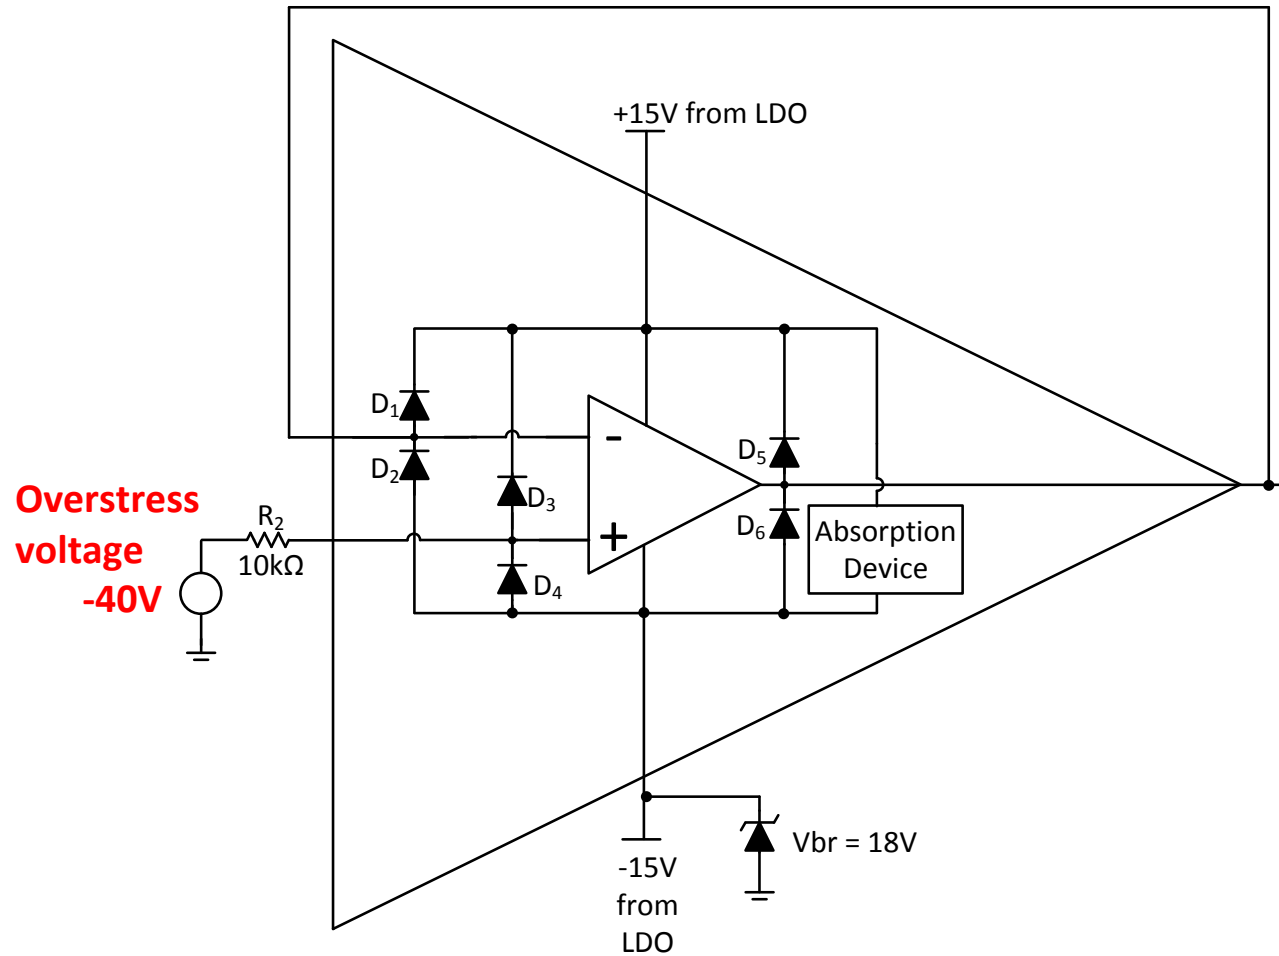 +15V from LDO
D₁
-
D₅
D₂
Overstress
voltage
-40V
R₂
10kΩ
D₃
+
D₆
Absorption
Device
D₄
Vbr = 18V
-15V
from
LDO